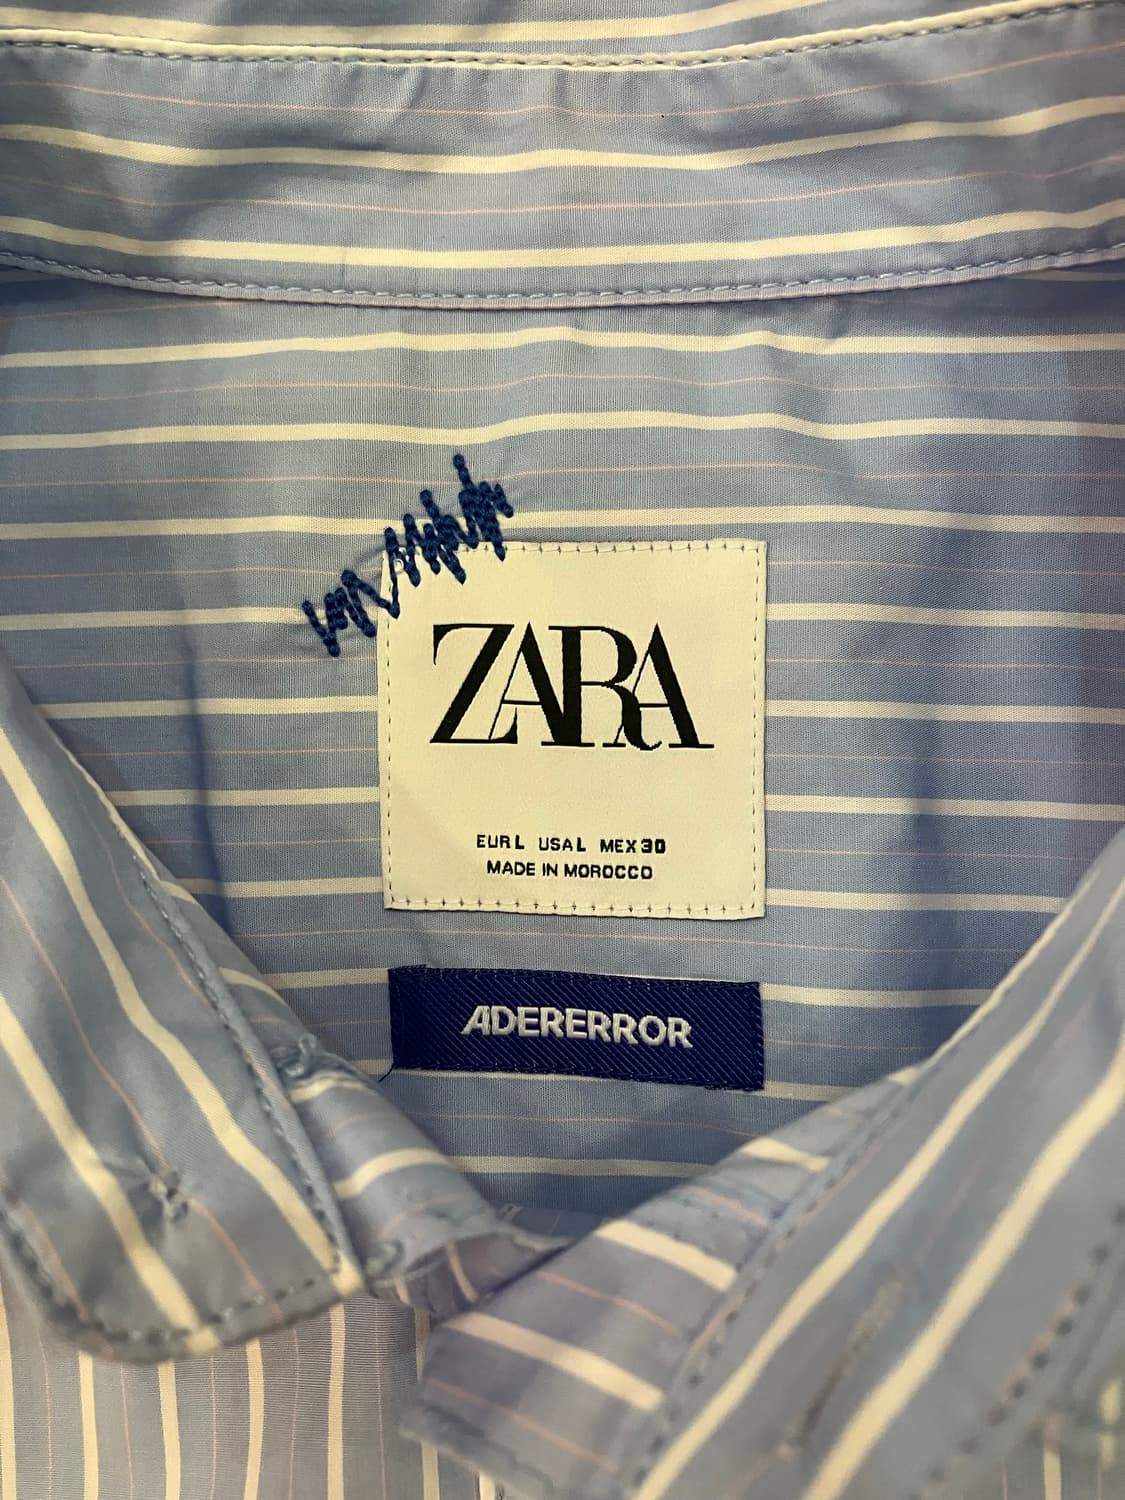 ZARA
EUR L USA L MEX 30
MADE IN MOROCCO
ADERERROR